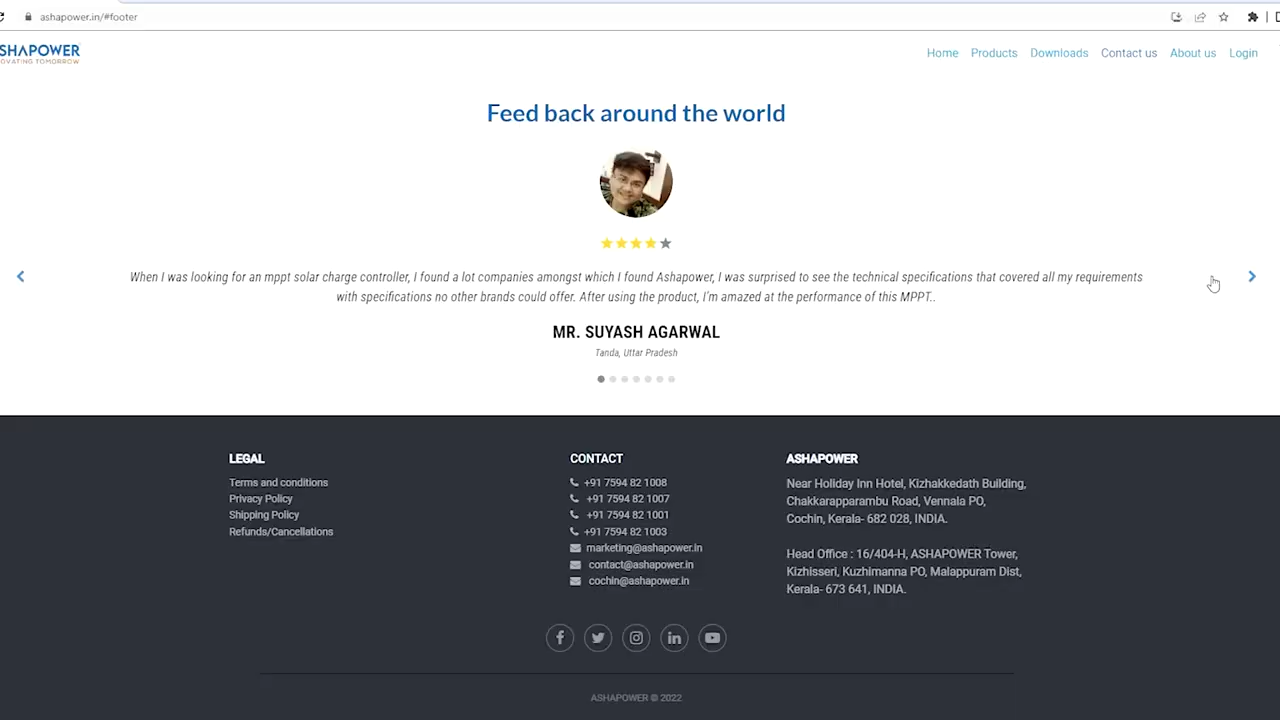 ashapower.in/#footer
SHAPOWER
OVATING TOMORROW
Home Products Downloads Contact us About us Login
Feed back around the world
When I was looking for an mppt solar charge controller, I found a lot companies amongst which I found Ashapower, I was surprised to see the technical specifications that covered all my requirements
with specifications no other brands could offer. After using the product, I'm amazed at the performance of this MPPT..
MR. SUYASH AGARWAL
Tanda, Uttar Pradesh
LEGAL
Terms and conditions
Privacy Policy
Shipping Policy
Refunds/Cancellations
CONTACT
+91 7594 82 1008
+91 7594 82 1007
+91 7594 82 1001
+91 7594 82 1003
marketing@ashapower.in
contact@ashapower.in
cochin@ashapower.in
ASHAPOWER
Near Holiday Inn Hotel, Kizhakkedath Building,
Chakkarapparambu Road, Vennala PO,
Cochin, Kerala- 682 028, INDIA.
Head Office : 16/404-H, ASHAPOWER Tower,
Kizhisseri, Kuzhimanna PO, Malappuram Dist,
Kerala- 673 641, INDIA.
ASHAPOWER © 2022